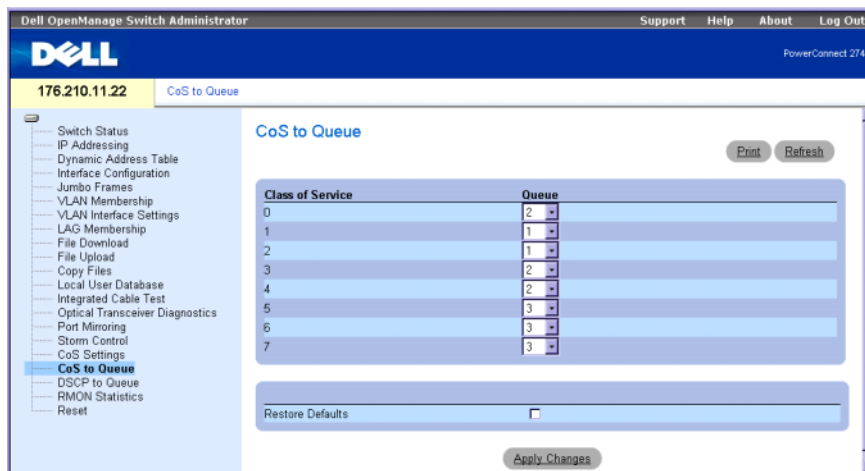 Dell OpenManage Switch Administrator
Support Help About Log Out
DELL
PowerConnect 274
176.210.11.22
CoS to Queue
Switch Status
IP Addressing
Dynamic Address Table
Interface Configuration
Jumbo Frames
VLAN Membership
VLAN Interface Settings
LAG Membership
File Download
File Upload
Copy Files
Local User Database
Integrated Cable Test
Optical Transceiver Diagnostics
Port Mirroring
Storm Control
CoS Settings
CoS to Queue
DSCP to Queue
RMON Statistics
Reset
CoS to Queue
Print Refresh
Class of Service Queue
0 2
1 1
2 1
3 2
4 2
5 3
6 3
7 3
Restore Defaults
Apply Changes